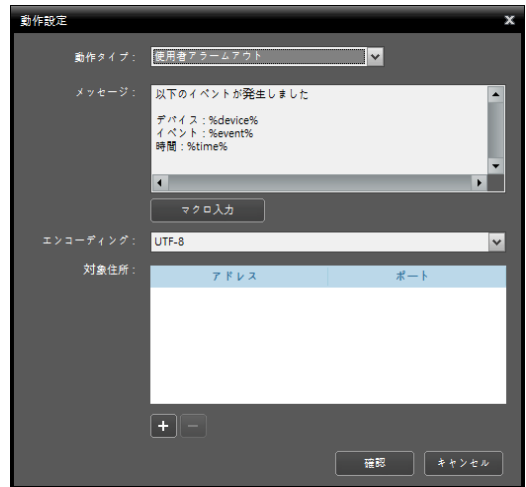 動作設定
X
動作タイプ :
使用者アラームアウト
メッセージ :
以下のイベントが発生しました
デバイス : %device%
イベント : %event%
時間 : %time%
マクロ入力
エンコーディング :
UTF-8
対象住所 :
アドレス ポート
+ −
確認 キャンセル